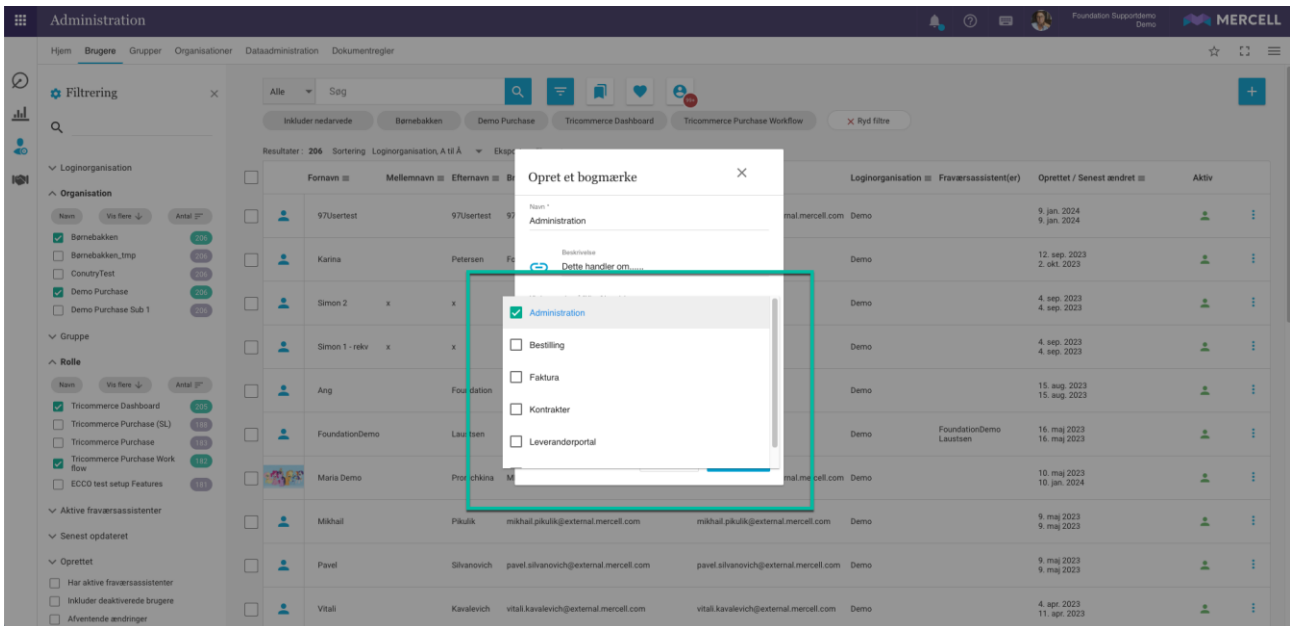 Administration
Foundation Supportdemo
Demo
MERCELL
Hjem Brugere Grupper Organisationer Dataadministration Dokumentregler
Filtrering
Alle Søg
Inkluder nedarvede Børnebakken Demo Purchase Tricommerce Dashboard Tricommerce Purchase Workflow Ryd filtre
Resultater : 206 Sortering Loginorganisation, A til Å
Loginorganisation
Organisation
Navn Vis flere Antal
Børnebakken 206
Børnebakken_tmp 206
ConutryTest 206
Demo Purchase 206
Demo Purchase Sub 1 206
Gruppe
Rolle
Navn Vis flere Antal
Tricommerce Dashboard 205
Tricommerce Purchase (SL) 188
Tricommerce Purchase 183
Tricommerce Purchase Work
flow 182
ECCO test setup Features 181
Aktive fraværsassistenter
Senest opdateret
Oprettet
Har aktive fraværsassistenter
Inkluder deaktiverede brugere
Afventende ændringer
Fornavn Mellemnavn Efternavn Loginorganisation Fraværsassistent(er) Oprettet / Senest ændret Aktiv
97Usertest 97Usertest Demo 9. jan. 2024
9. jan. 2024
Karina Petersen Demo 12. sep. 2023
2. okt. 2023
Simon 2 x x Demo 4. sep. 2023
4. sep. 2023
Simon 1 - rekv x x Demo 4. sep. 2023
4. sep. 2023
Ang Foundation Demo 15. aug. 2023
15. aug. 2023
FoundationDemo Laustsen Demo FoundationDemo
Laustsen 16. maj 2023
16. maj 2023
Maria Demo Demo 10. maj 2023
10. jan. 2024
Mikhail Pikulik mikhail.pikulik@external.mercell.com mikhail.pikulik@external.mercell.com Demo 9. maj 2023
9. maj 2023
Pavel Silvanovich pavel.silvanovich@external.mercell.com pavel.silvanovich@external.mercell.com Demo 9. maj 2023
9. maj 2023
Vitali Kavalevich vitali.kavalevich@external.mercell.com vitali.kavalevich@external.mercell.com Demo 4. apr. 2023
11. apr. 2023
Opret et bogmærke
Navn *
Administration
Beskrivelse
Dette handler om......
Administration
Bestilling
Faktura
Kontrakter
Leverandørportal